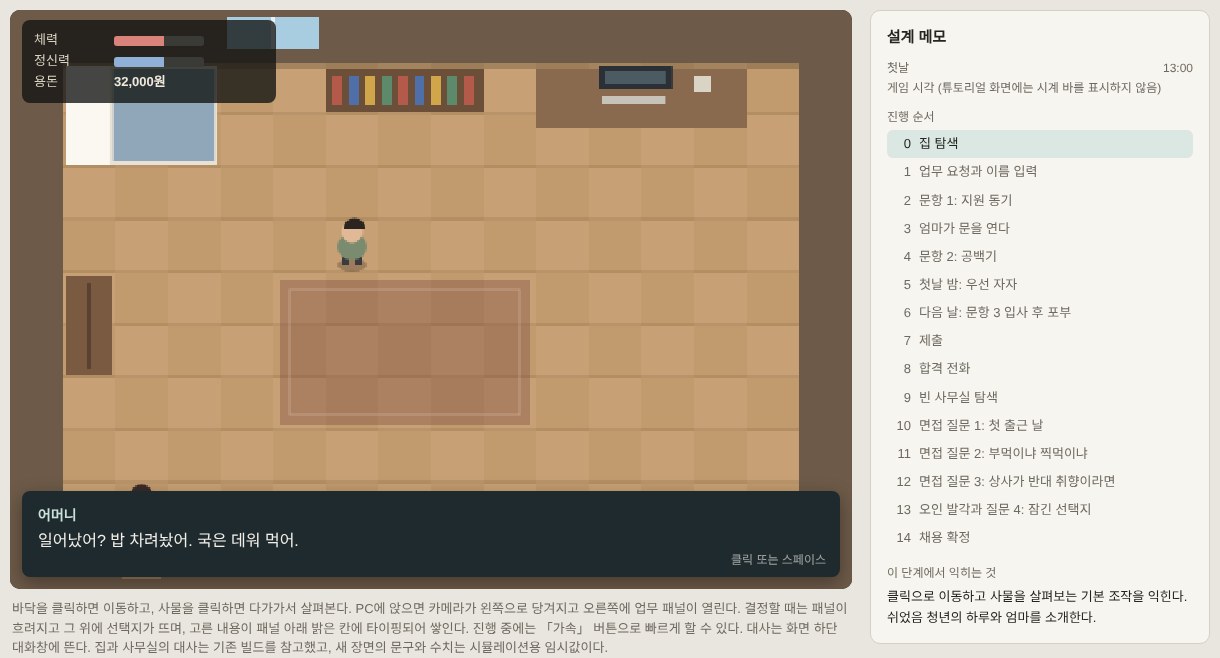 체력
정신력
용돈 32,000원
어머니
일어났어? 밥 차려놨어. 국은 데워 먹어.
클릭 또는 스페이스
바닥을 클릭하면 이동하고, 사물을 클릭하면 다가가서 살펴본다. PC에 앉으면 카메라가 왼쪽으로 당겨지고 오른쪽에 업무 패널이 열린다. 결정할 때는 패널이
흐려지고 그 위에 선택지가 뜨며, 고른 내용이 패널 아래 밝은 칸에 타이핑되어 쌓인다. 진행 중에는 「가속」 버튼으로 빠르게 할 수 있다. 대사는 화면 하단
대화창에 뜬다. 집과 사무실의 대사는 기존 빌드를 참고했고, 새 장면의 문구와 수치는 시뮬레이션용 임시값이다.
설계 메모
첫날 13:00
게임 시각 (튜토리얼 화면에는 시계 바를 표시하지 않음)
진행 순서
0 집 탐색
1 업무 요청과 이름 입력
2 문항 1: 지원 동기
3 엄마가 문을 연다
4 문항 2: 공백기
5 첫날 밤: 우선 자자
6 다음 날: 문항 3 입사 후 포부
7 제출
8 합격 전화
9 빈 사무실 탐색
10 면접 질문 1: 첫 출근 날
11 면접 질문 2: 부먹이냐 찍먹이냐
12 면접 질문 3: 상사가 반대 취향이라면
13 오인 발각과 질문 4: 잠긴 선택지
14 채용 확정
이 단계에서 익히는 것
클릭으로 이동하고 사물을 살펴보는 기본 조작을 익힌다.
쉬었음 청년의 하루와 엄마를 소개한다.